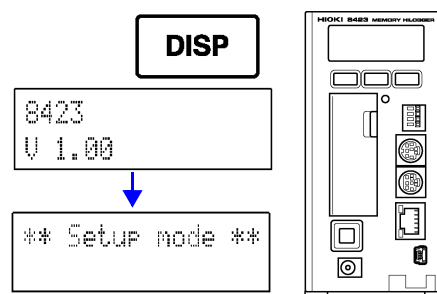 DISP
HIOKI 8423 MEMORY HiLOGGER
8423
V 1.00
** Setup mode **